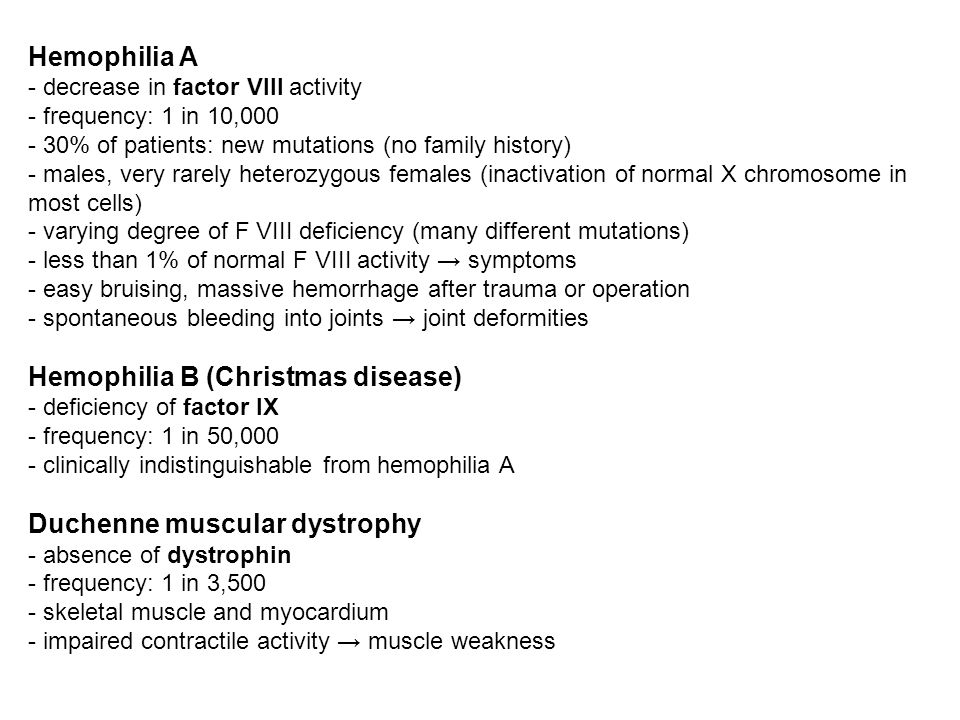 Hemophilia A
- decrease in factor VIII activity
- frequency: 1 in 10,000
- 30% of patients: new mutations (no family history)
- males, very rarely heterozygous females (inactivation of normal X chromosome in
most cells)
- varying degree of F VIII deficiency (many different mutations)
- less than 1% of normal F VIII activity → symptoms
- easy bruising, massive hemorrhage after trauma or operation
- spontaneous bleeding into joints → joint deformities
Hemophilia B (Christmas disease)
- deficiency of factor IX
- frequency: 1 in 50,000
- clinically indistinguishable from hemophilia A
Duchenne muscular dystrophy
- absence of dystrophin
- frequency: 1 in 3,500
- skeletal muscle and myocardium
- impaired contractile activity → muscle weakness